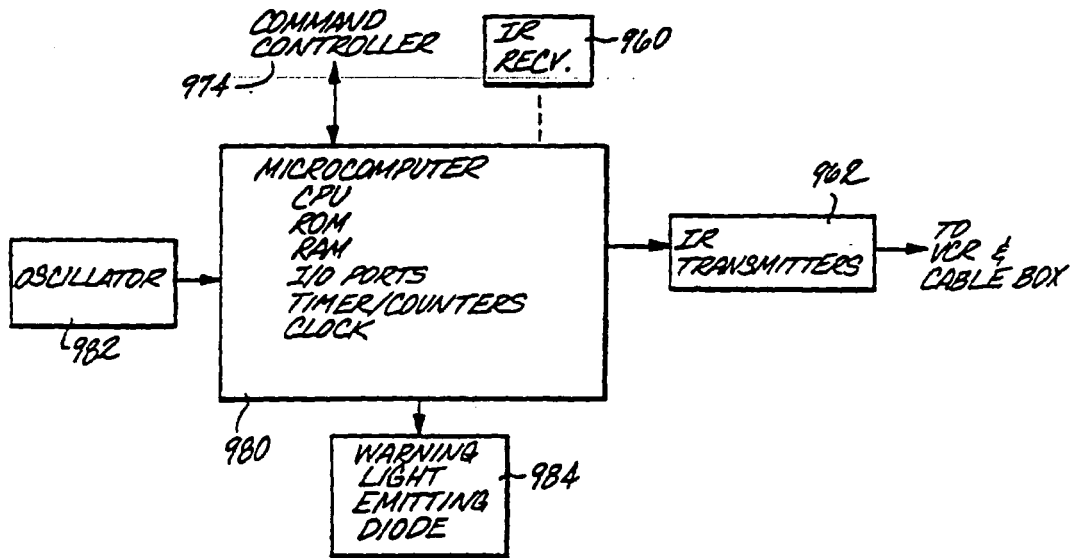 COMMAND
CONTROLLER
974
IR
RECV.
960
MICROCOMPUTER
CPU
ROM
RAM
I/O PORTS
TIMER/COUNTERS
CLOCK
OSCILLATOR
982
962
IR
TRANSMITTERS
TO
VCR &
CABLE BOX
980
WARNING
LIGHT
EMITTING
DIODE
984